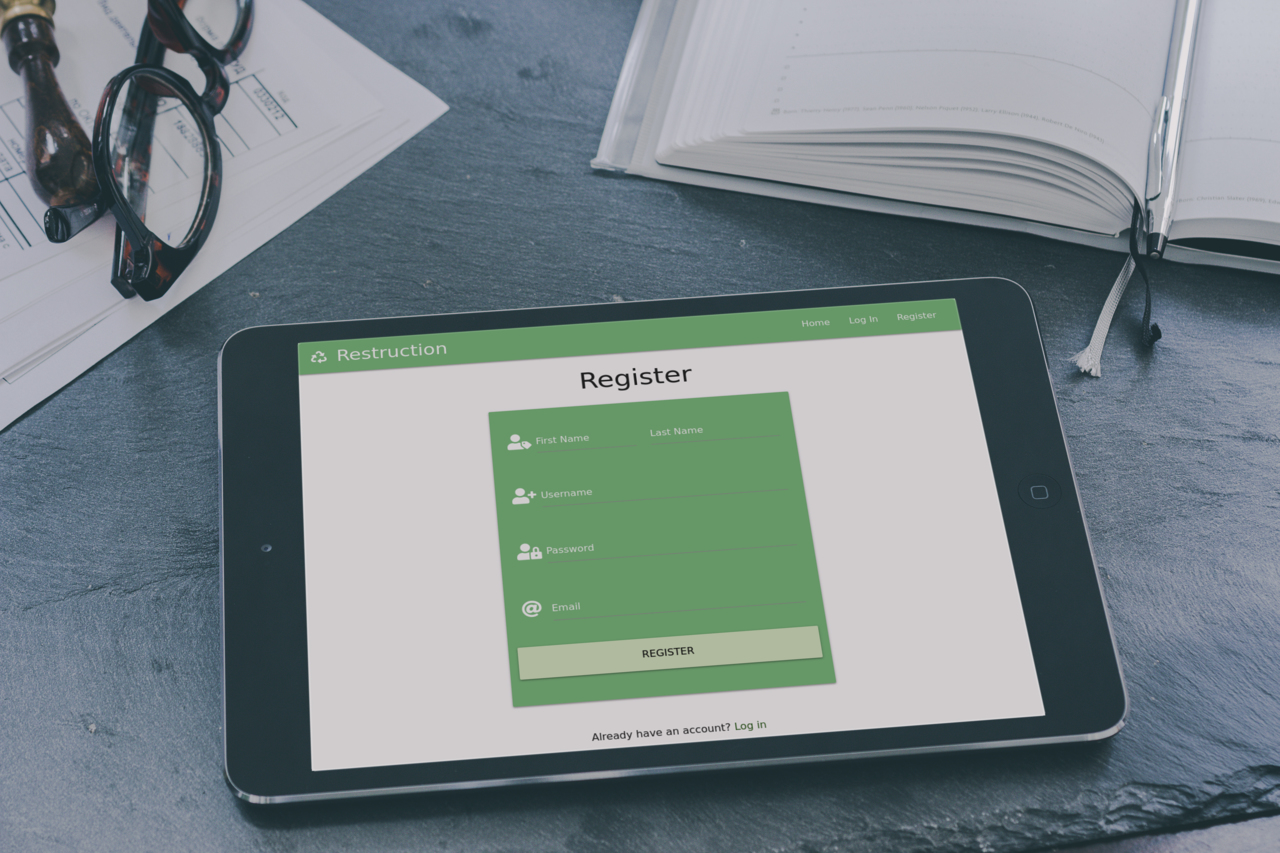 Restruction
Home
Log In
Register
Register
First Name
Last Name
Username
Password
@ Email
REGISTER
Already have an account? Log in